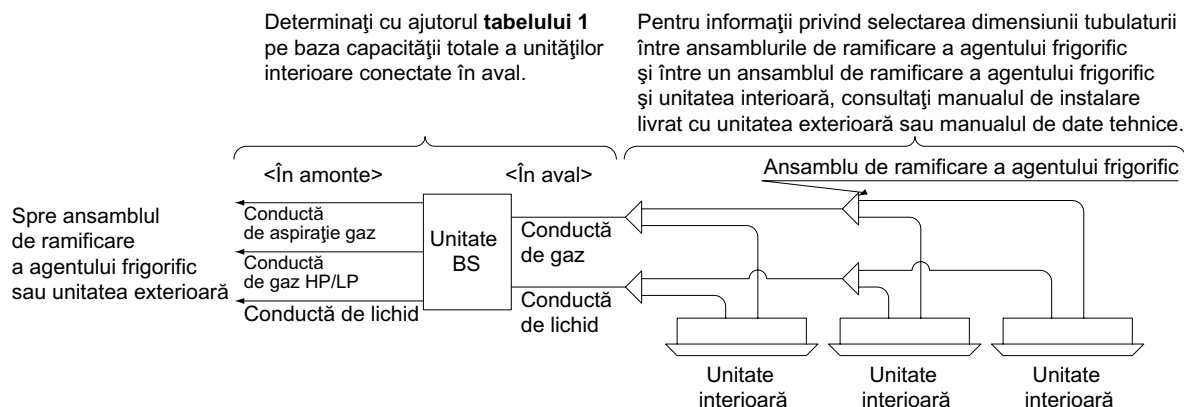 Determinaţi cu ajutorul tabelului 1
pe baza capacităţii totale a unităţilor
interioare conectate în aval.
Pentru informaţii privind selectarea dimensiunii tubulaturii
între ansamblurile de ramificare a agentului frigorific
şi între un ansamblul de ramificare a agentului frigorific
şi unitatea interioară, consultaţi manualul de instalare
livrat cu unitatea exterioară sau manualul de date tehnice.
<În amonte>
<În aval>
Ansamblu de ramificare a agentului frigorific
Spre ansamblul
de ramificare
a agentului frigorific
sau unitatea exterioară
Conductă
de aspiraţie gaz
Conductă
de gaz HP/LP
Conductă de lichid
Unitate
BS
Conductă
de gaz
Conductă
de lichid
Unitate
interioară
Unitate
interioară
Unitate
interioară